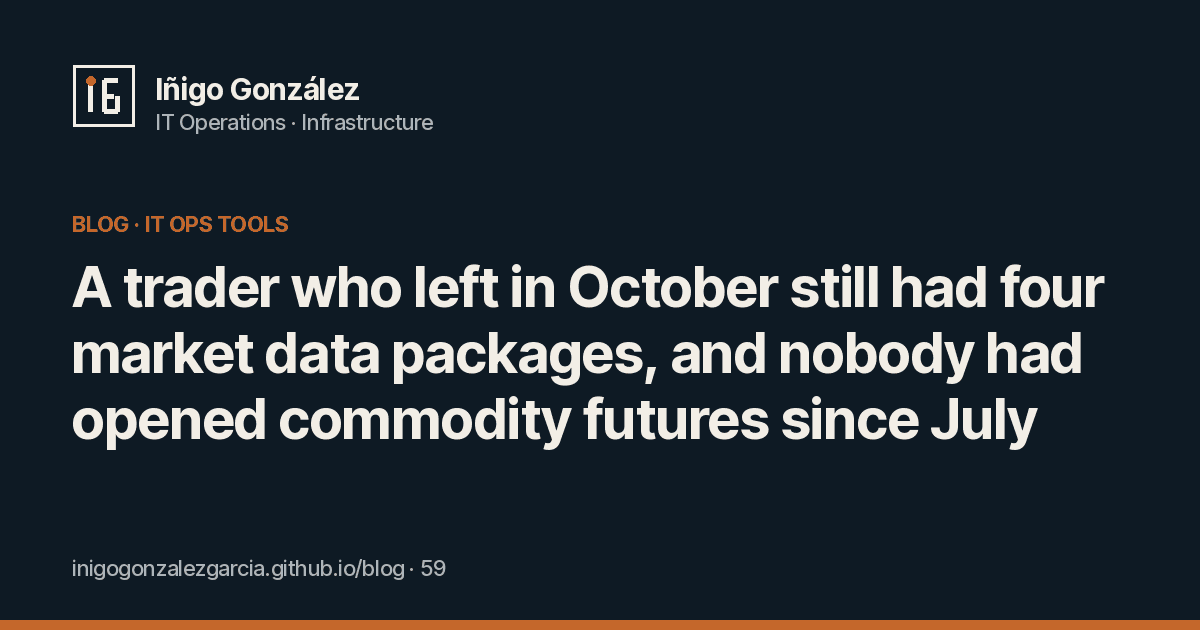 iG
Iñigo González
IT Operations · Infrastructure
BLOG · IT OPS TOOLS
A trader who left in October still had four
market data packages, and nobody had
opened commodity futures since July
inigogonzalezgarcia.github.io/blog · 59